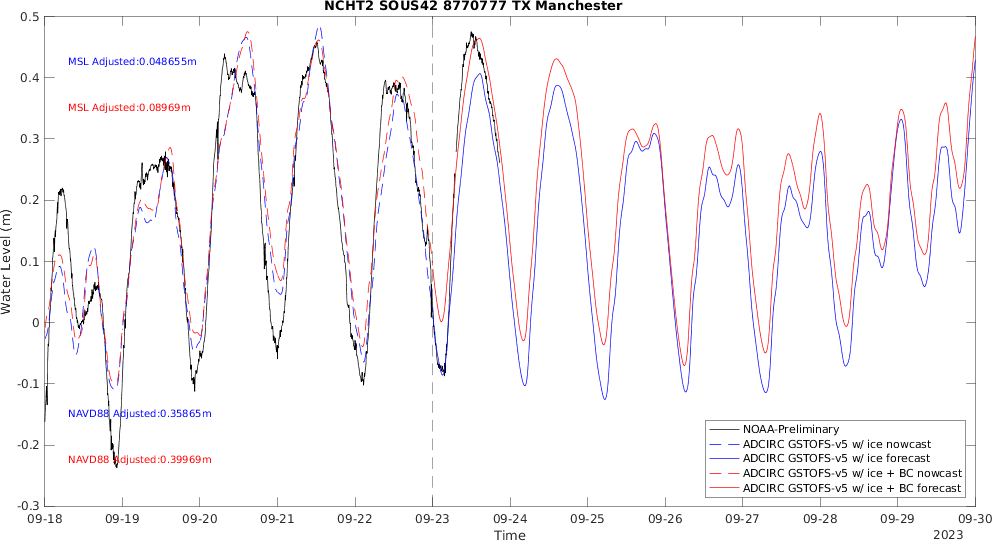 NCHT2 SOUS42 8770777 TX Manchester
0.5
0.4
0.3
0.2
0.1
0
-0.1
-0.2
-0.3
Water Level (m)
MSL Adjusted:0.048655m
MSL Adjusted:0.08969m
NAVD88 Adjusted:0.35865m
NAVD88 Adjusted:0.39969m
NOAA-Preliminary
ADCIRC GSTOFS-v5 w/ ice nowcast
ADCIRC GSTOFS-v5 w/ ice forecast
ADCIRC GSTOFS-v5 w/ ice + BC nowcast
ADCIRC GSTOFS-v5 w/ ice + BC forecast
09-18 09-19 09-20 09-21 09-22 09-23 09-24 09-25 09-26 09-27 09-28 09-29 09-30
Time
2023